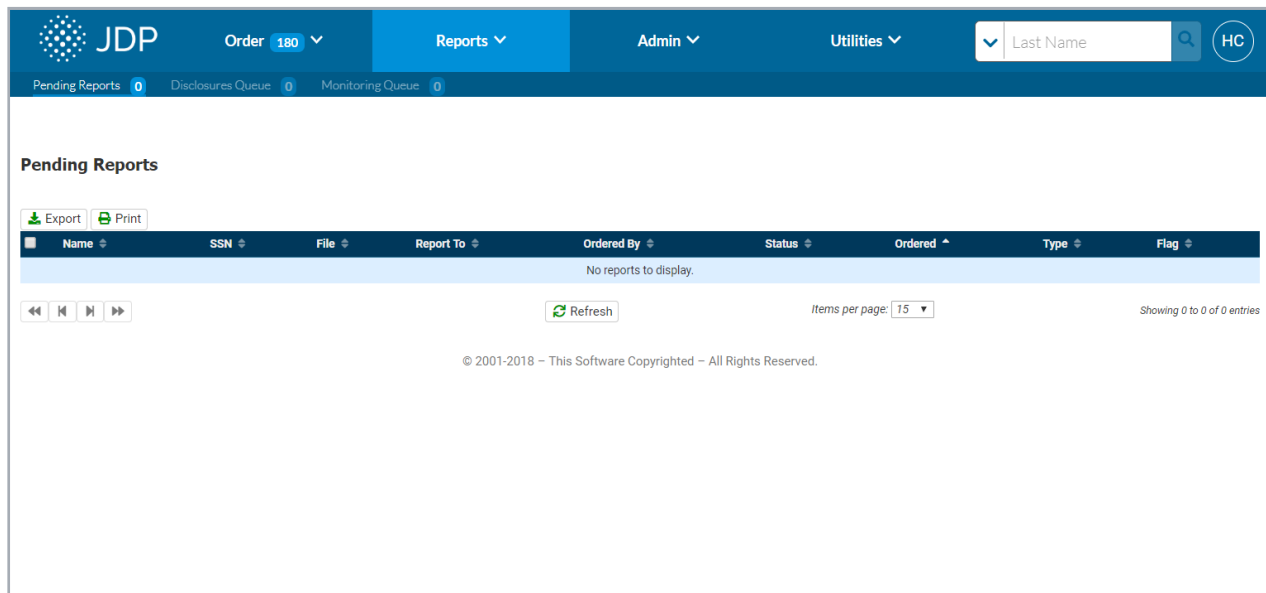 JDP Order 180 Reports Admin Utilities Last Name HC
Pending Reports 0 Disclosures Queue 0 Monitoring Queue 0
Pending Reports
Export Print
Name SSN File Report To Ordered By Status Ordered Type Flag
No reports to display.
Refresh Items per page: 15 Showing 0 to 0 of 0 entries
© 2001-2018 – This Software Copyrighted – All Rights Reserved.